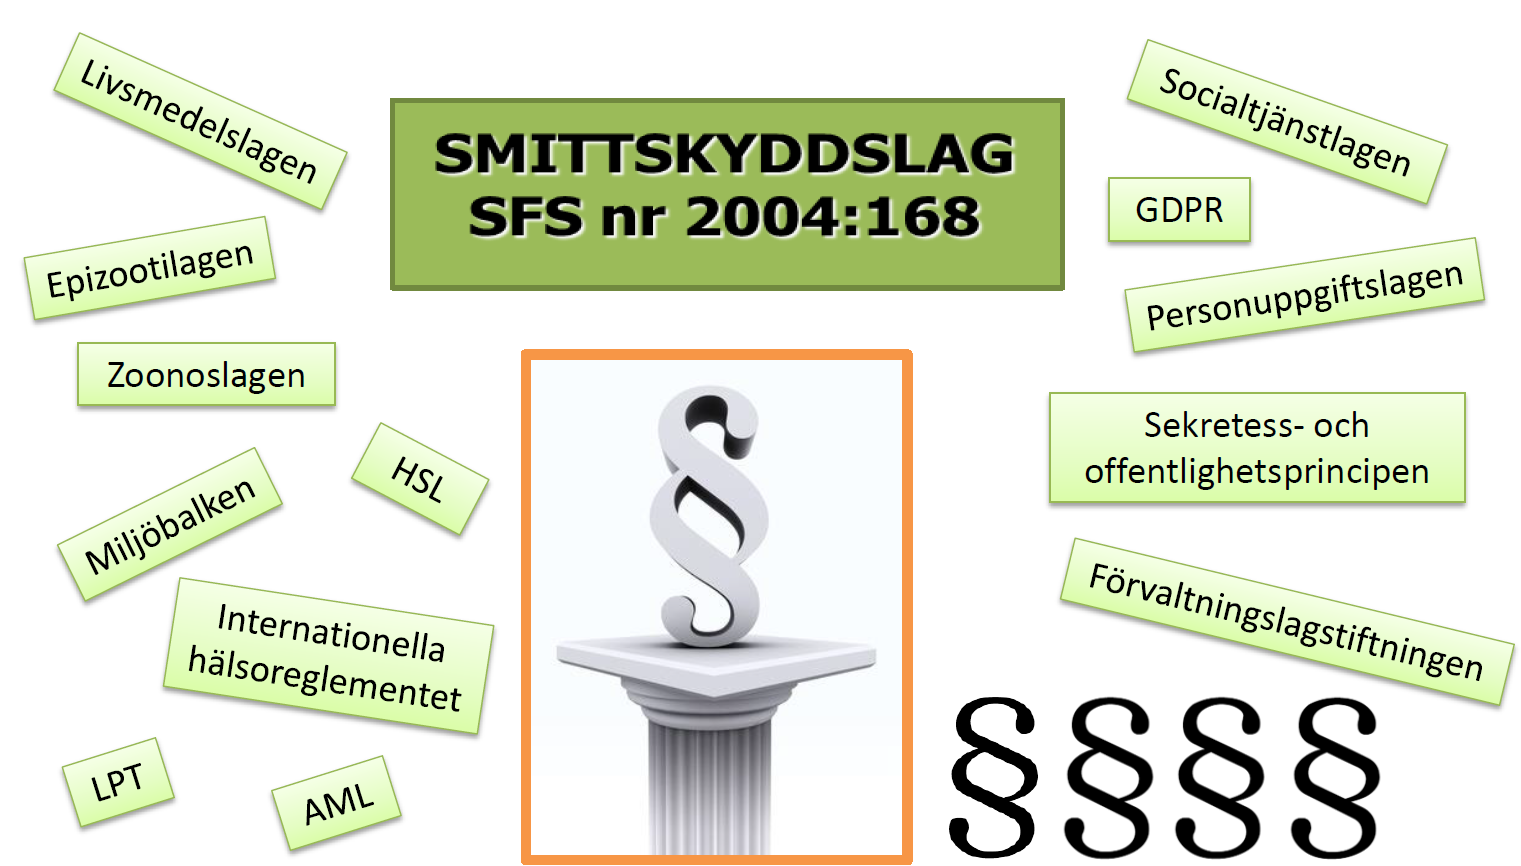 SMITTSKYDDSLAG
SFS nr 2004:168
Livsmedelslagen
Epizootilagen
Zoonoslagen
HSL
Miljöbalken
Internationella
hälsoreglementet
LPT
AML
Socialtjänstlagen
GDPR
Personuppgiftslagen
Sekretess- och
offentlighetsprincipen
Förvaltningslagstiftningen
§
§ § § §